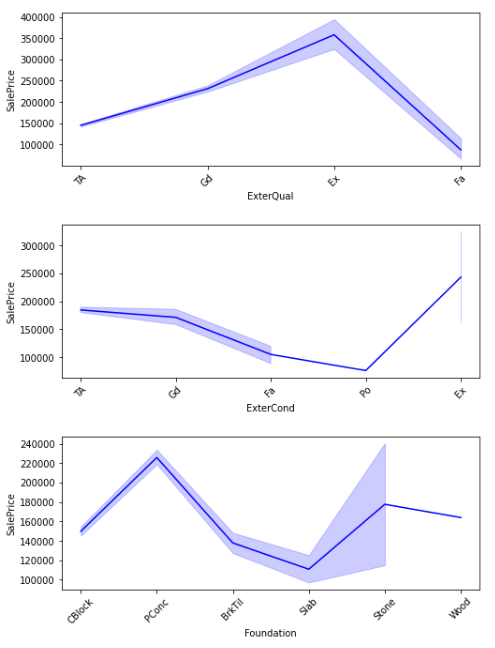 400000
350000
300000
250000
200000
150000
100000
SalePrice
TA
Gd
Ex
Fa
ExterQual
300000
250000
200000
150000
100000
SalePrice
TA
Gd
Fa
Po
Ex
ExterCond
240000
220000
200000
180000
160000
140000
120000
100000
SalePrice
CBlock
PConc
BrkTil
Slab
Stone
Wood
Foundation